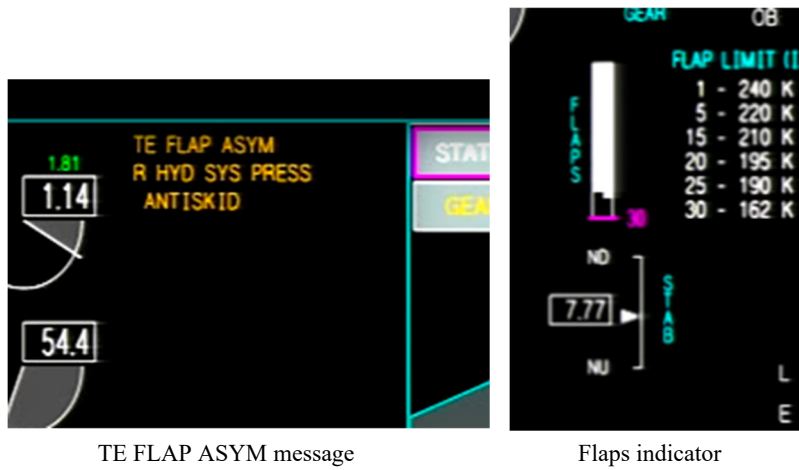 1.81
1.14
54.4
TE FLAP ASYM
R HYD SYS PRESS
ANTISKID
STAT
GEA
TE FLAP ASYM message
GEAR
FLAP LIMIT (I
1 - 240 K
5 - 220 K
15 - 210 K
20 - 195 K
25 - 190 K
30 - 162 K
FLAPS
30
ND
7.77
NU
STAB
L
E
Flaps indicator